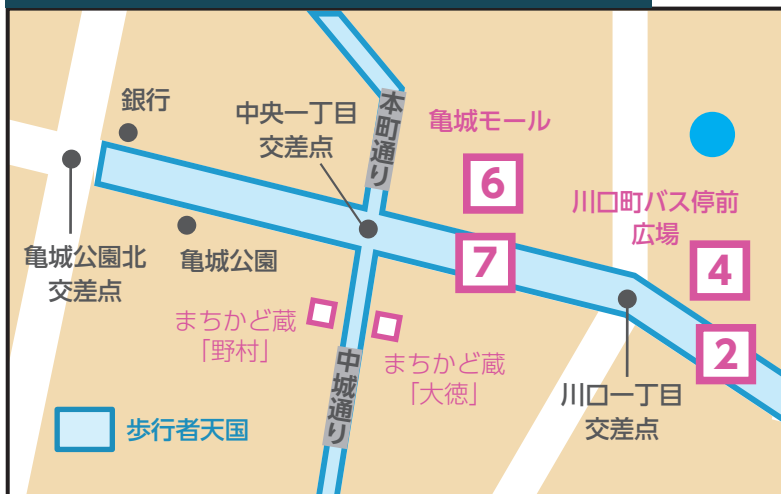 銀行
中央一丁目
交差点
本町通り
亀城モール
6
川口町バス停前
広場
亀城公園北
交差点
亀城公園
7
4
まちかど蔵
「野村」
まちかど蔵
「大徳」
中城通り
2
川口一丁目
交差点
歩行者天国